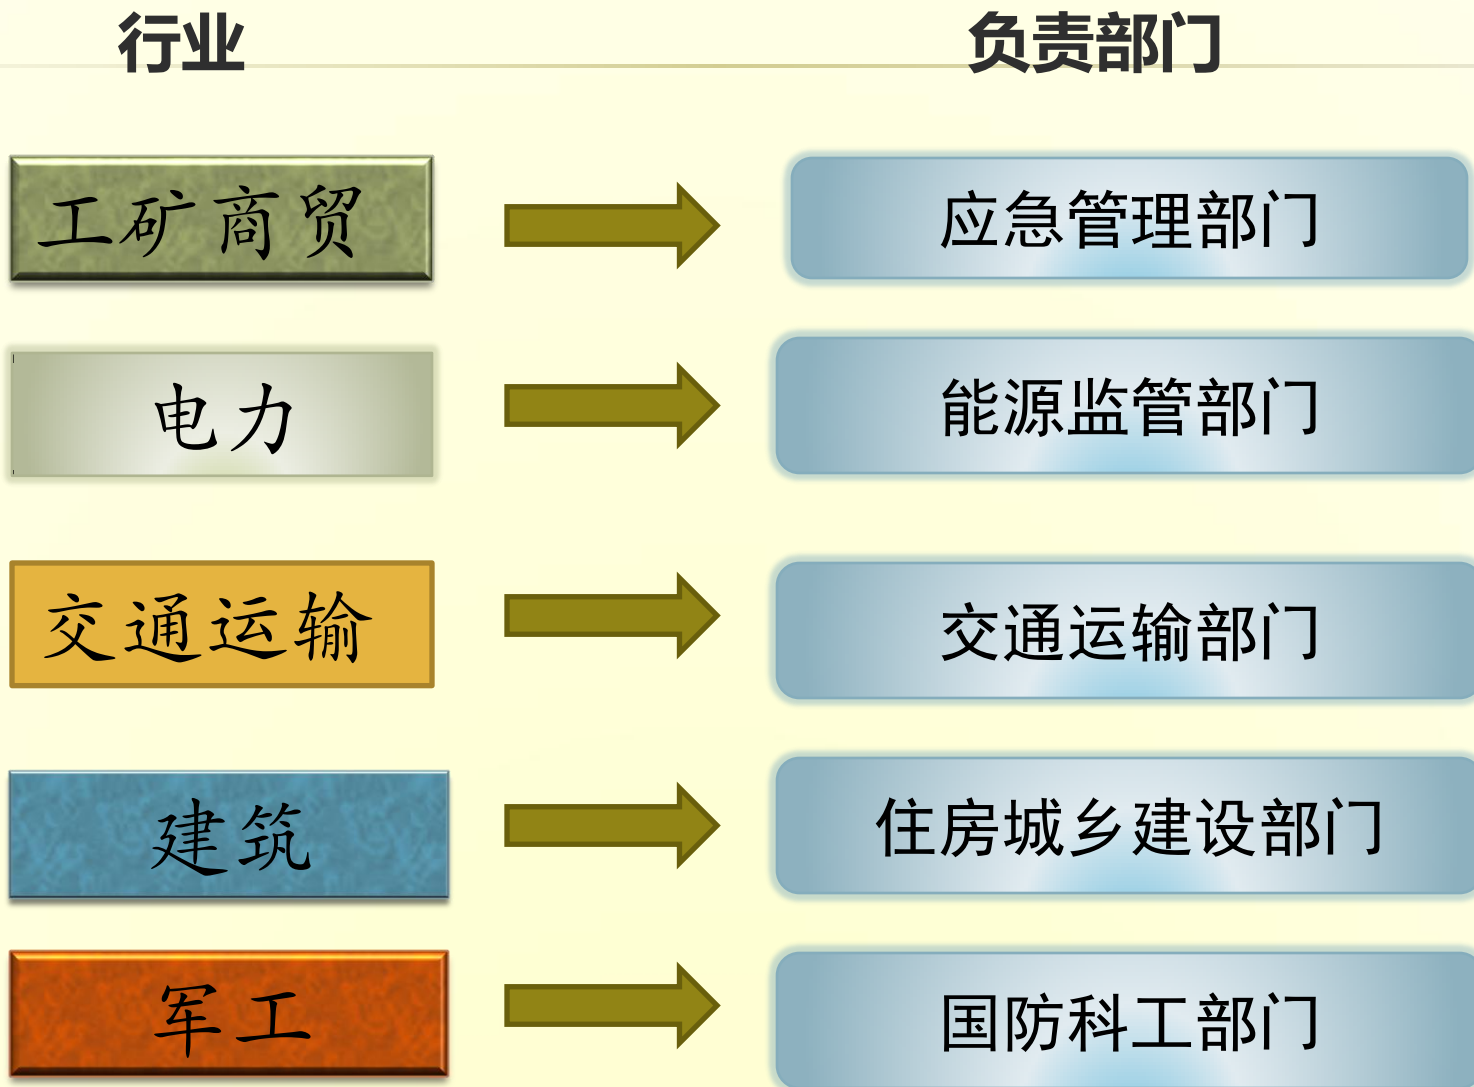 行业
负责部门
工矿商贸
应急管理部门
电力
能源监管部门
交通运输
交通运输部门
建筑
住房城乡建设部门
军工
国防科工部门